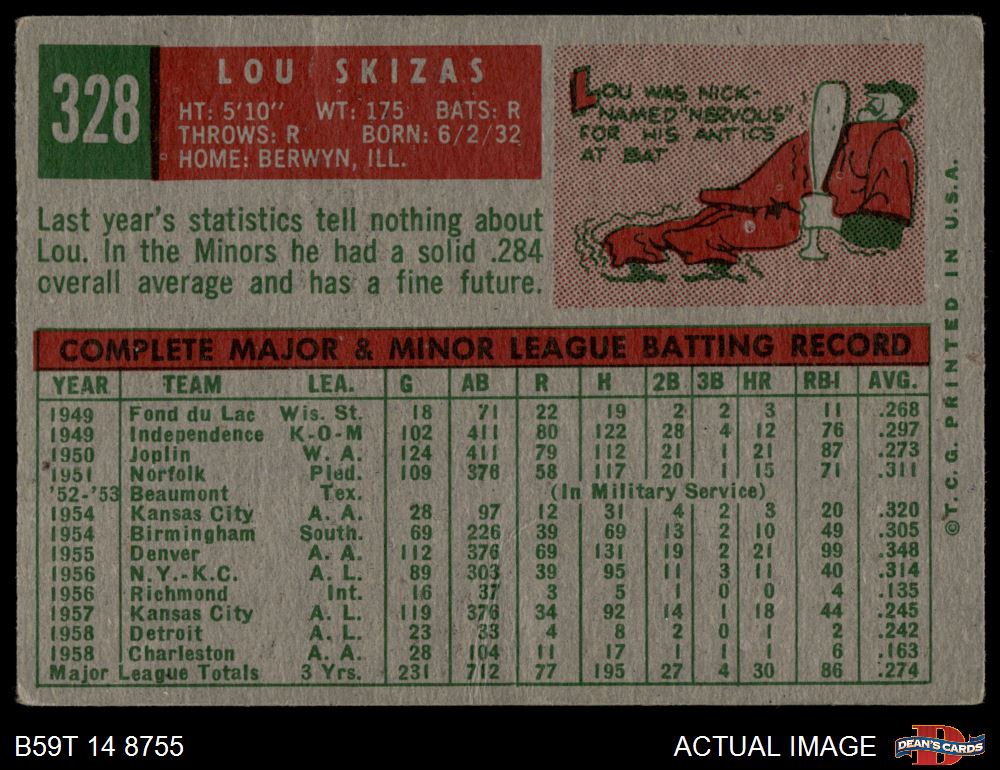 328
LOU SKIZAS
HT: 5'10" WT: 175 BATS: R
THROWS: R BORN: 6/2/32
HOME: BERWYN, ILL.
LOU WAS NICK-
NAMED "NERVOUS"
FOR HIS ANTICS
AT BAT
Last year's statistics tell nothing about
Lou. In the Minors he had a solid .284
overall average and has a fine future.
COMPLETE MAJOR & MINOR LEAGUE BATTING RECORD
YEAR TEAM LEA. G AB R H 2B 3B HR RBI AVG.
1949 Fond du Lac Wis. St. 18 71 22 19 2 2 3 11 .268
1949 Independence K-O-M 102 411 80 122 28 4 12 76 .297
1950 Joplin W. A. 124 411 79 112 21 1 21 87 .273
1951 Norfolk Pied. 109 376 58 117 20 1 15 71 .311
'52-'53 Beaumont Tex. (In Military Service)
1954 Kansas City A. A. 28 97 12 31 4 2 3 20 .320
1954 Birmingham South. 69 226 39 69 13 2 10 49 .305
1955 Denver A. A. 112 376 69 131 19 2 21 99 .348
1956 N.Y.-K.C. A. L. 89 303 39 95 11 3 11 40 .314
1956 Richmond Int. 16 37 3 5 1 0 0 4 .135
1957 Kansas City A. L. 119 376 34 92 14 1 18 44 .245
1958 Detroit A. L. 23 33 4 8 2 0 1 2 .242
1958 Charleston A. A. 28 104 11 17 1 1 1 6 .163
Major League Totals 3 Yrs. 231 712 77 195 27 4 30 86 .274
©T.C.G. PRINTED IN U.S.A.
B59T 14 8755
ACTUAL IMAGE
DEAN'S CARDS